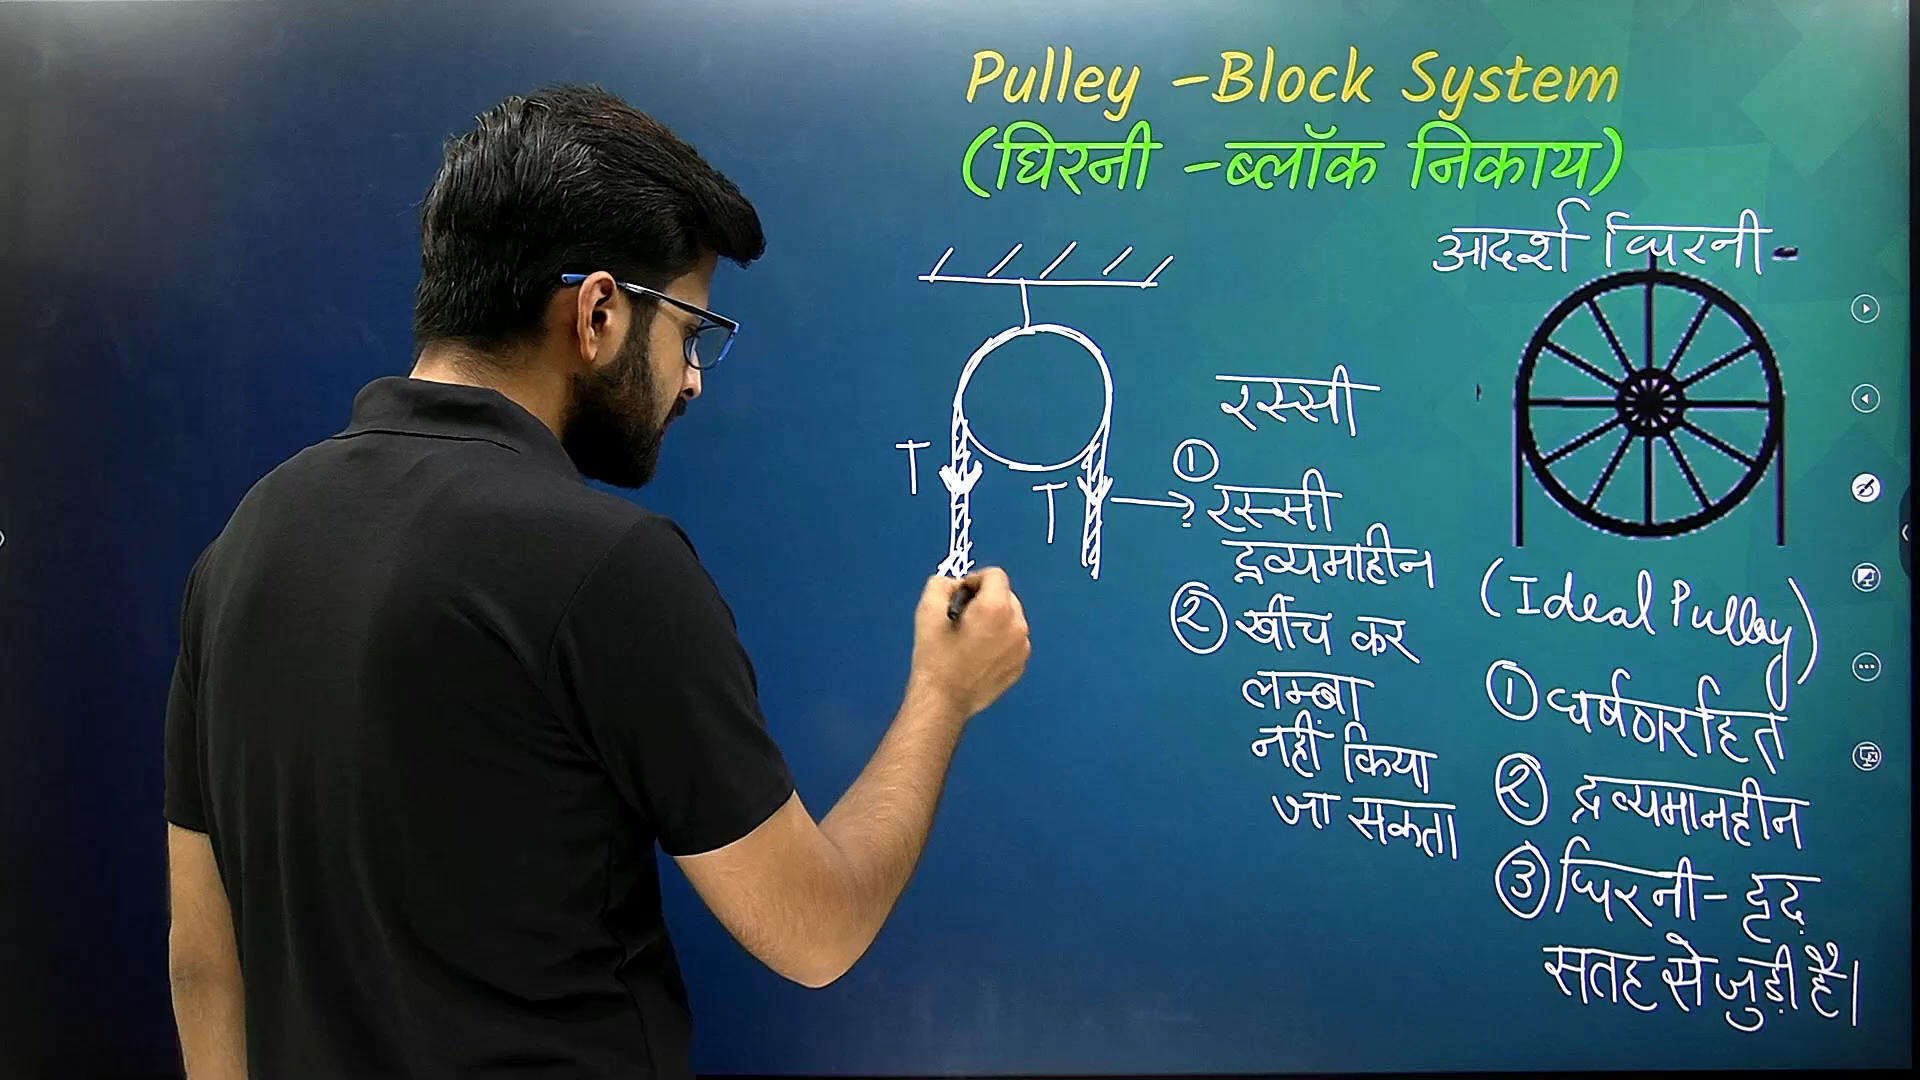 Pulley -Block System
(घिरनी -ब्लॉक निकाय)
आदर्श घिरनी-
(Ideal Pulley)
① घर्षणरहित
② द्रव्यमानहीन
③ घिरनी- दृढ़
सतह से जुड़ी है।
रस्सी
①
रस्सी
द्रव्यमाहीन
② खींच कर
लम्बा
नहीं किया
जा सकता
T
T
?